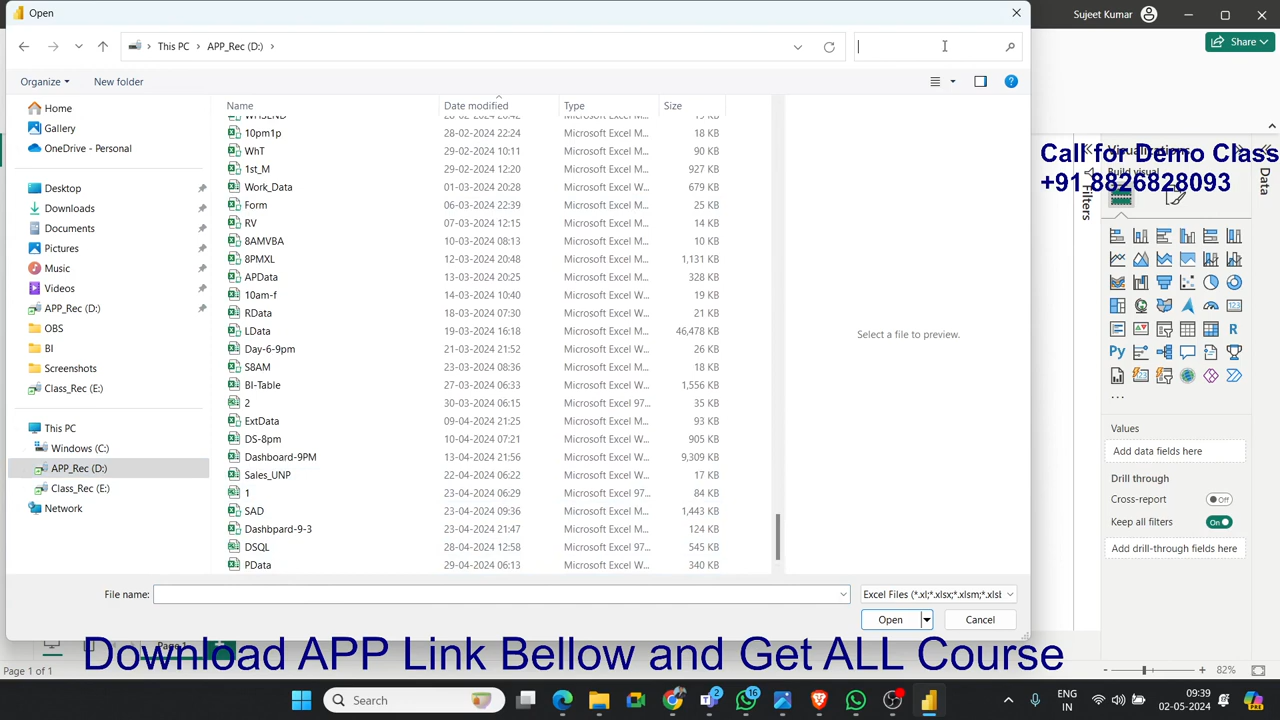 Open
Sujeet Kumar
This PC > APP_Rec (D:) >
Share
Organize
New folder
Name Date modified Type Size
Home
Gallery
OneDrive - Personal
Desktop
Downloads
Documents
Pictures
Music
Videos
APP_Rec (D:)
OBS
BI
Screenshots
Class_Rec (E:)
This PC
Windows (C:)
APP_Rec (D:)
Class_Rec (E:)
Network
10pm1p 28-02-2024 22:24 Microsoft Excel M... 18 KB
WhT 29-02-2024 10:11 Microsoft Excel M... 90 KB
1st_M 29-02-2024 12:20 Microsoft Excel M... 927 KB
Work_Data 01-03-2024 20:28 Microsoft Excel W... 679 KB
Form 06-03-2024 22:39 Microsoft Excel M... 25 KB
RV 07-03-2024 12:15 Microsoft Excel M... 14 KB
8AMVBA 10-03-2024 08:13 Microsoft Excel M... 10 KB
8PMXL 12-03-2024 20:48 Microsoft Excel M... 1,131 KB
APData 13-03-2024 20:25 Microsoft Excel M... 328 KB
10am-f 14-03-2024 10:40 Microsoft Excel W... 19 KB
RData 18-03-2024 07:30 Microsoft Excel W... 21 KB
LData 19-03-2024 16:18 Microsoft Excel W... 46,478 KB
Day-6-9pm 21-03-2024 21:52 Microsoft Excel W... 26 KB
S8AM 23-03-2024 08:36 Microsoft Excel M... 18 KB
BI-Table 27-03-2024 06:33 Microsoft Excel W... 1,556 KB
2 30-03-2024 06:15 Microsoft Excel 97... 35 KB
ExtData 09-04-2024 21:25 Microsoft Excel M... 93 KB
DS-8pm 10-04-2024 07:21 Microsoft Excel W... 905 KB
Dashboard-9PM 13-04-2024 21:56 Microsoft Excel W... 9,309 KB
Sales_UNP 22-04-2024 06:22 Microsoft Excel W... 17 KB
1 23-04-2024 06:29 Microsoft Excel 97... 84 KB
SAD 23-04-2024 09:36 Microsoft Excel M... 1,443 KB
Dashbpard-9-3 23-04-2024 21:47 Microsoft Excel M... 124 KB
DSQL 28-04-2024 12:58 Microsoft Excel 97... 545 KB
PData 29-04-2024 06:13 Microsoft Excel W... 340 KB
Select a file to preview.
File name:
Excel Files (*.xl;*.xlsx;*.xlsm;*.xlsb
Open
Cancel
Call for Demo Class
+91 8826828093
Filters
Data
Values
Add data fields here
Drill through
Cross-report Off
Keep all filters On
Add drill-through fields here
Download APP Link Bellow and Get ALL Course
Page 1 of 1
82%
Search
2
16
ENG
IN
09:39
02-05-2024